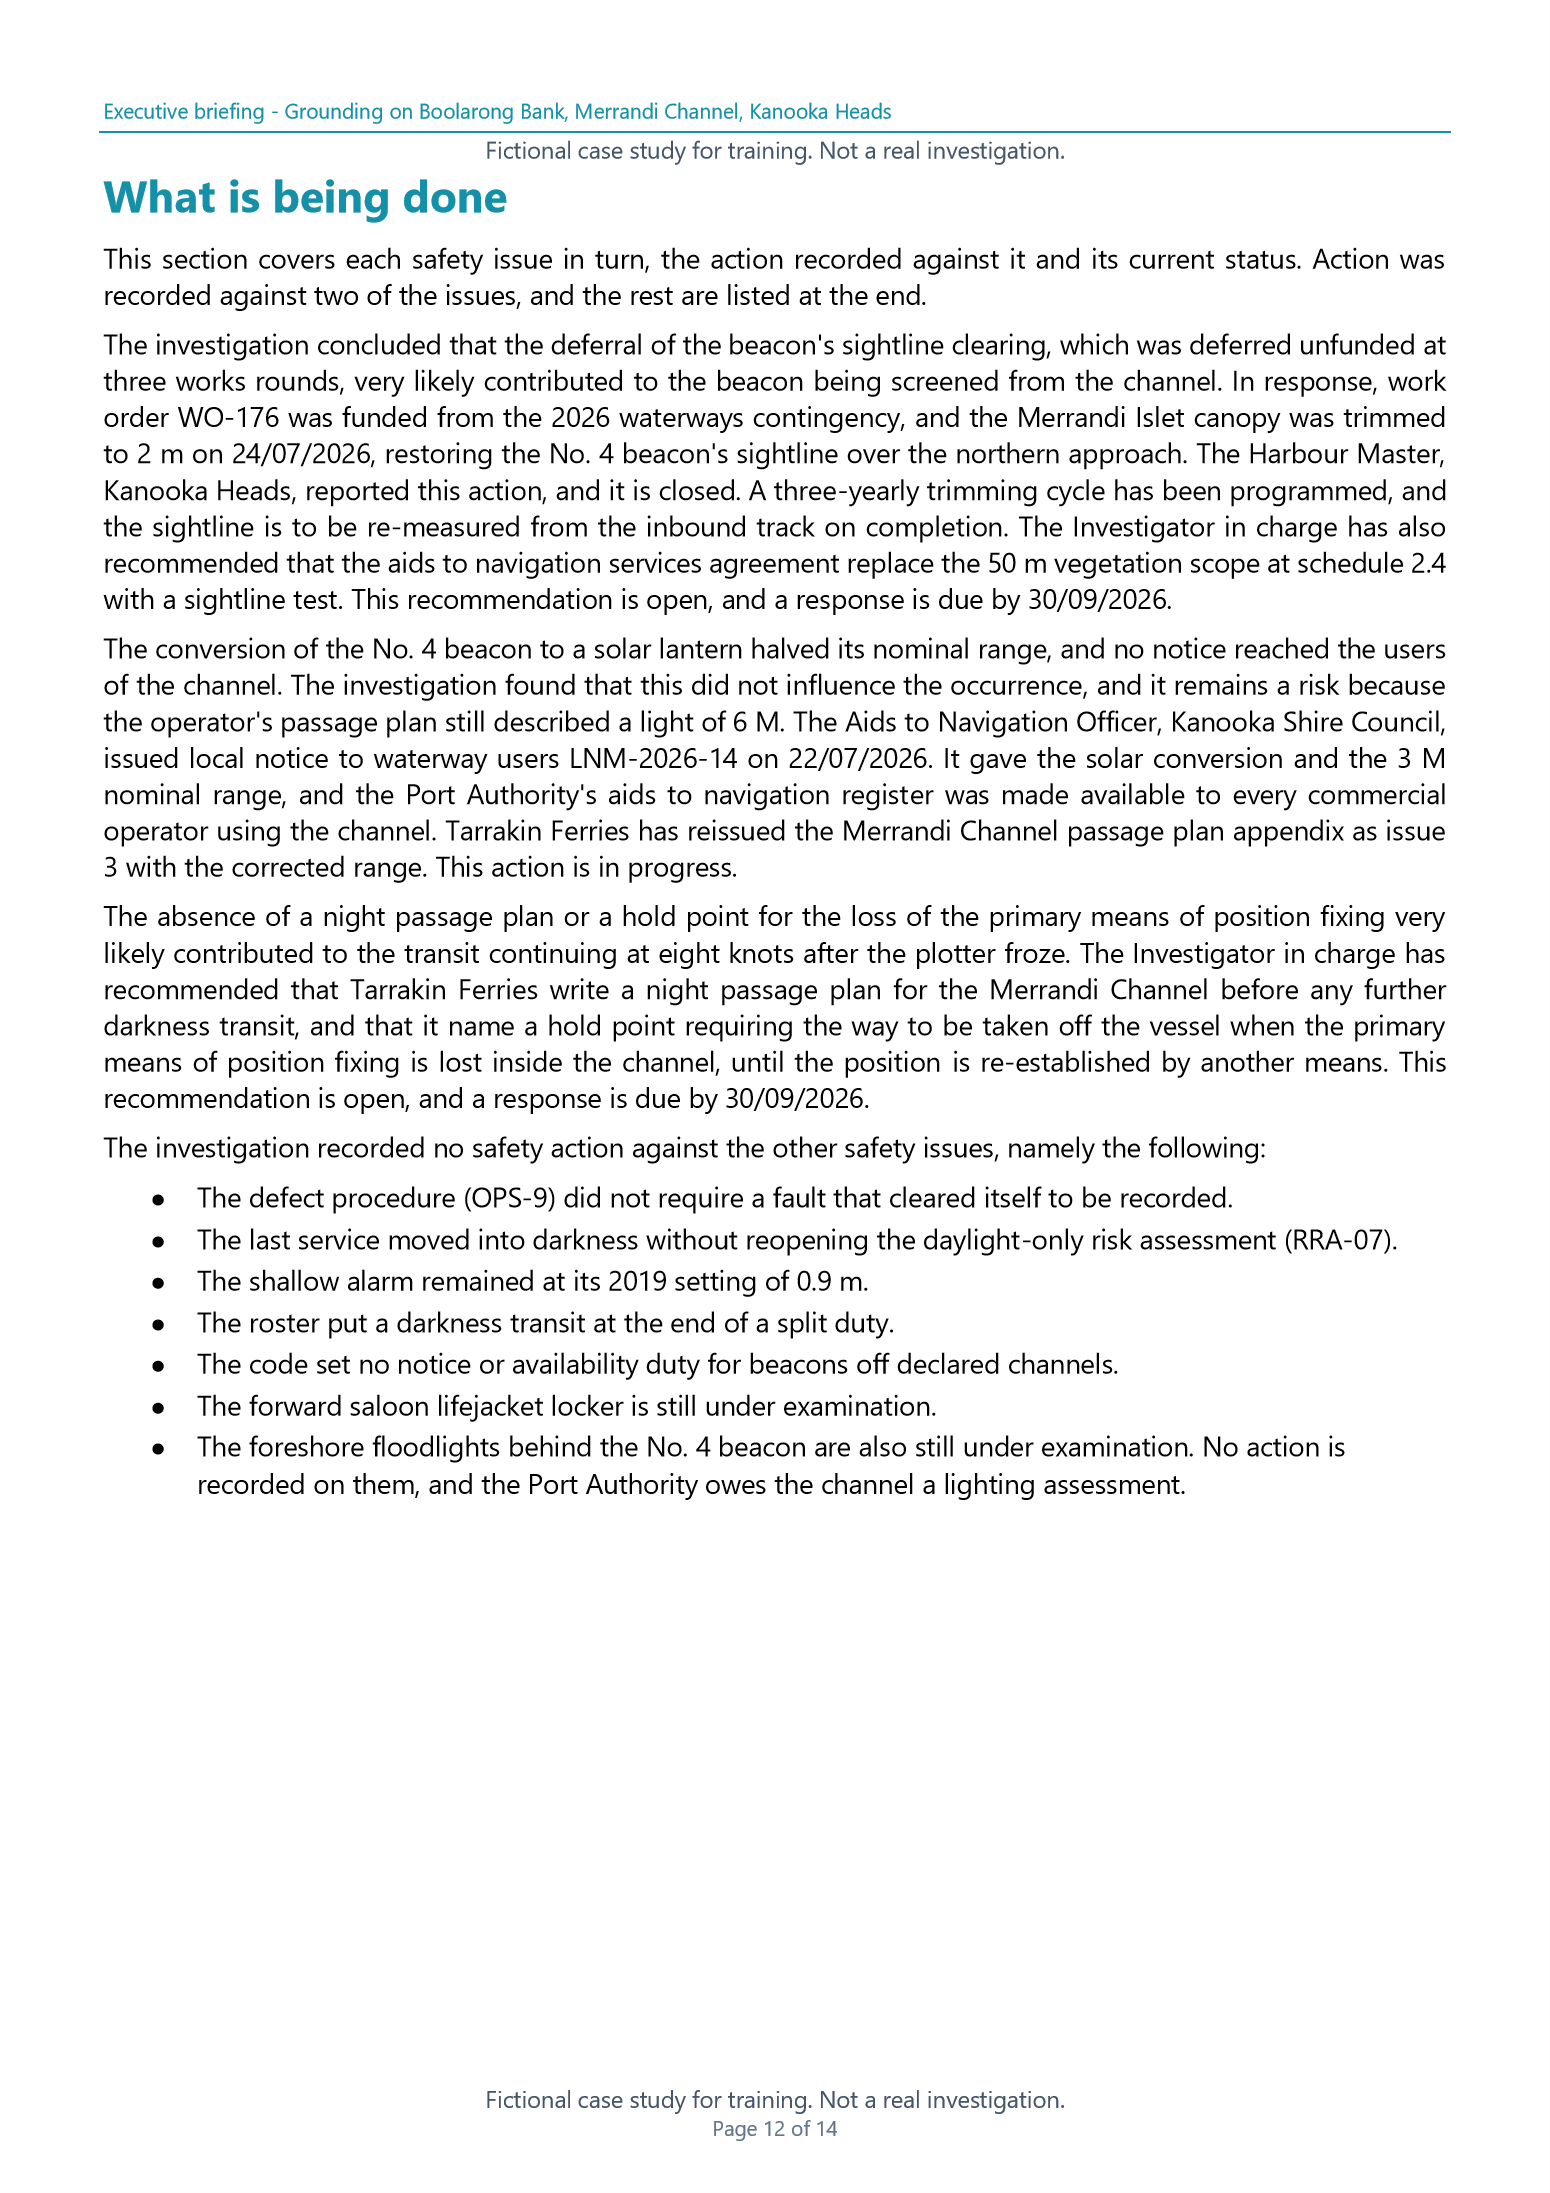 Executive briefing - Grounding on Boolarong Bank, Merrandi Channel, Kanooka Heads
Fictional case study for training. Not a real investigation.
What is being done
This section covers each safety issue in turn, the action recorded against it and its current status. Action was
recorded against two of the issues, and the rest are listed at the end.
The investigation concluded that the deferral of the beacon's sightline clearing, which was deferred unfunded at
three works rounds, very likely contributed to the beacon being screened from the channel. In response, work
order WO-176 was funded from the 2026 waterways contingency, and the Merrandi Islet canopy was trimmed
to 2 m on 24/07/2026, restoring the No. 4 beacon's sightline over the northern approach. The Harbour Master,
Kanooka Heads, reported this action, and it is closed. A three-yearly trimming cycle has been programmed, and
the sightline is to be re-measured from the inbound track on completion. The Investigator in charge has also
recommended that the aids to navigation services agreement replace the 50 m vegetation scope at schedule 2.4
with a sightline test. This recommendation is open, and a response is due by 30/09/2026.
The conversion of the No. 4 beacon to a solar lantern halved its nominal range, and no notice reached the users
of the channel. The investigation found that this did not influence the occurrence, and it remains a risk because
the operator's passage plan still described a light of 6 M. The Aids to Navigation Officer, Kanooka Shire Council,
issued local notice to waterway users LNM-2026-14 on 22/07/2026. It gave the solar conversion and the 3 M
nominal range, and the Port Authority's aids to navigation register was made available to every commercial
operator using the channel. Tarrakin Ferries has reissued the Merrandi Channel passage plan appendix as issue
3 with the corrected range. This action is in progress.
The absence of a night passage plan or a hold point for the loss of the primary means of position fixing very
likely contributed to the transit continuing at eight knots after the plotter froze. The Investigator in charge has
recommended that Tarrakin Ferries write a night passage plan for the Merrandi Channel before any further
darkness transit, and that it name a hold point requiring the way to be taken off the vessel when the primary
means of position fixing is lost inside the channel, until the position is re-established by another means. This
recommendation is open, and a response is due by 30/09/2026.
The investigation recorded no safety action against the other safety issues, namely the following:
● The defect procedure (OPS-9) did not require a fault that cleared itself to be recorded.
● The last service moved into darkness without reopening the daylight-only risk assessment (RRA-07).
● The shallow alarm remained at its 2019 setting of 0.9 m.
● The roster put a darkness transit at the end of a split duty.
● The code set no notice or availability duty for beacons off declared channels.
● The forward saloon lifejacket locker is still under examination.
● The foreshore floodlights behind the No. 4 beacon are also still under examination. No action is
recorded on them, and the Port Authority owes the channel a lighting assessment.
Fictional case study for training. Not a real investigation.
Page 12 of 14